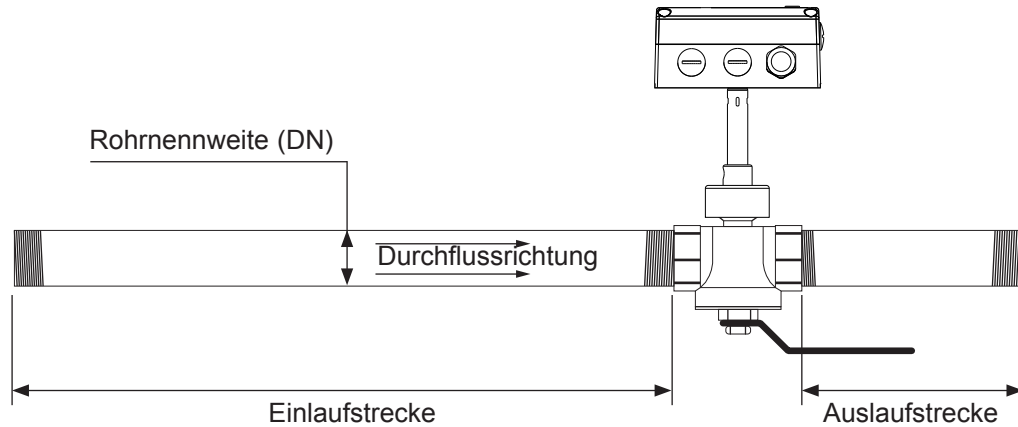 Rohrnennweite (DN)
Durchflussrichtung
Einlaufstrecke
Auslaufstrecke